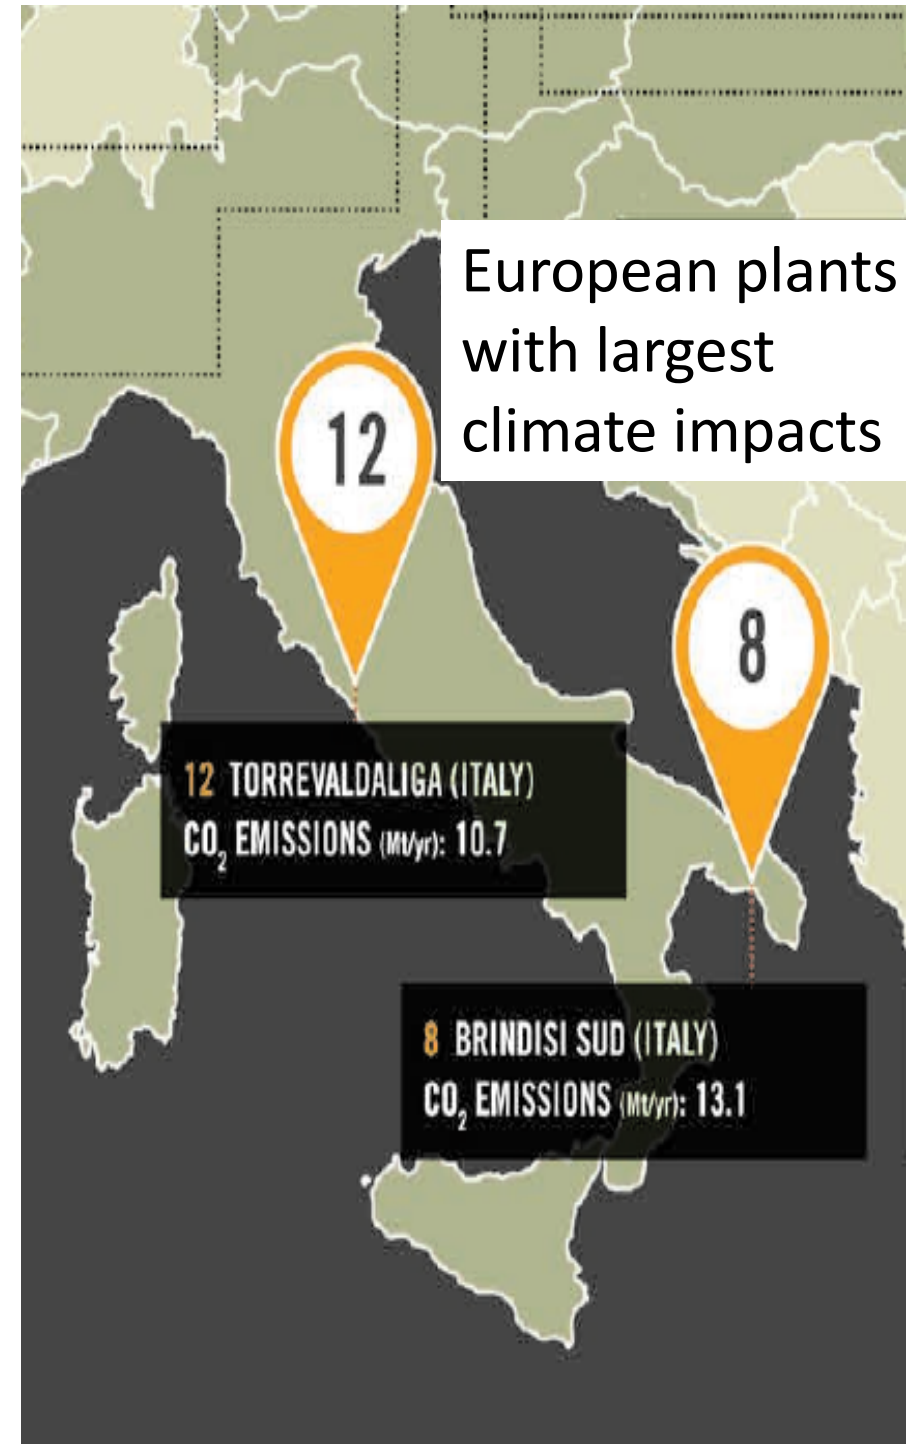 European plants
with largest
climate impacts
12
8
12 TORREVALDALIGA (ITALY)
CO₂ EMISSIONS (Mt/yr): 10.7
8 BRINDISI SUD (ITALY)
CO₂ EMISSIONS (Mt/yr): 13.1